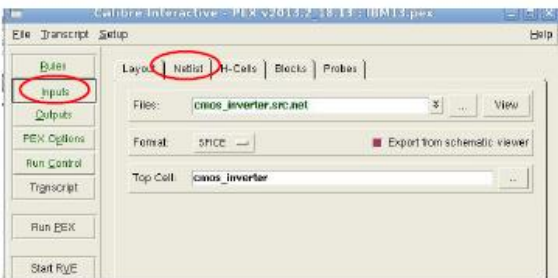 Calibre Interactive - PEX v2013.2_18.13 : IBM13.pex
File Transcript Setup Help
Rules
Inputs
Outputs
PEX Options
Run Control
Transcript
Run PEX
Start RVE
Layout Netlist H-Cells Blocks Probes
Files: cmos_inverter.src.net ... View
Format: SPICE Export from schematic viewer
Top Cell: cmos_inverter ...